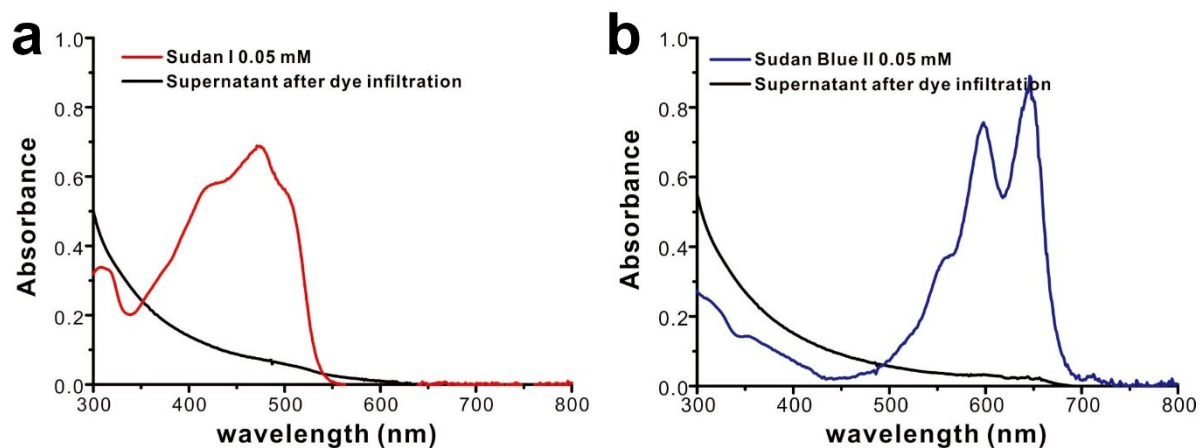 a
Sudan I 0.05 mM
Supernatant after dye infiltration
Absorbance
1.0
0.8
0.6
0.4
0.2
0.0
300 400 500 600 700 800
wavelength (nm)
b
Sudan Blue II 0.05 mM
Supernatant after dye infiltration
Absorbance
1.0
0.8
0.6
0.4
0.2
0.0
300 400 500 600 700 800
wavelength (nm)